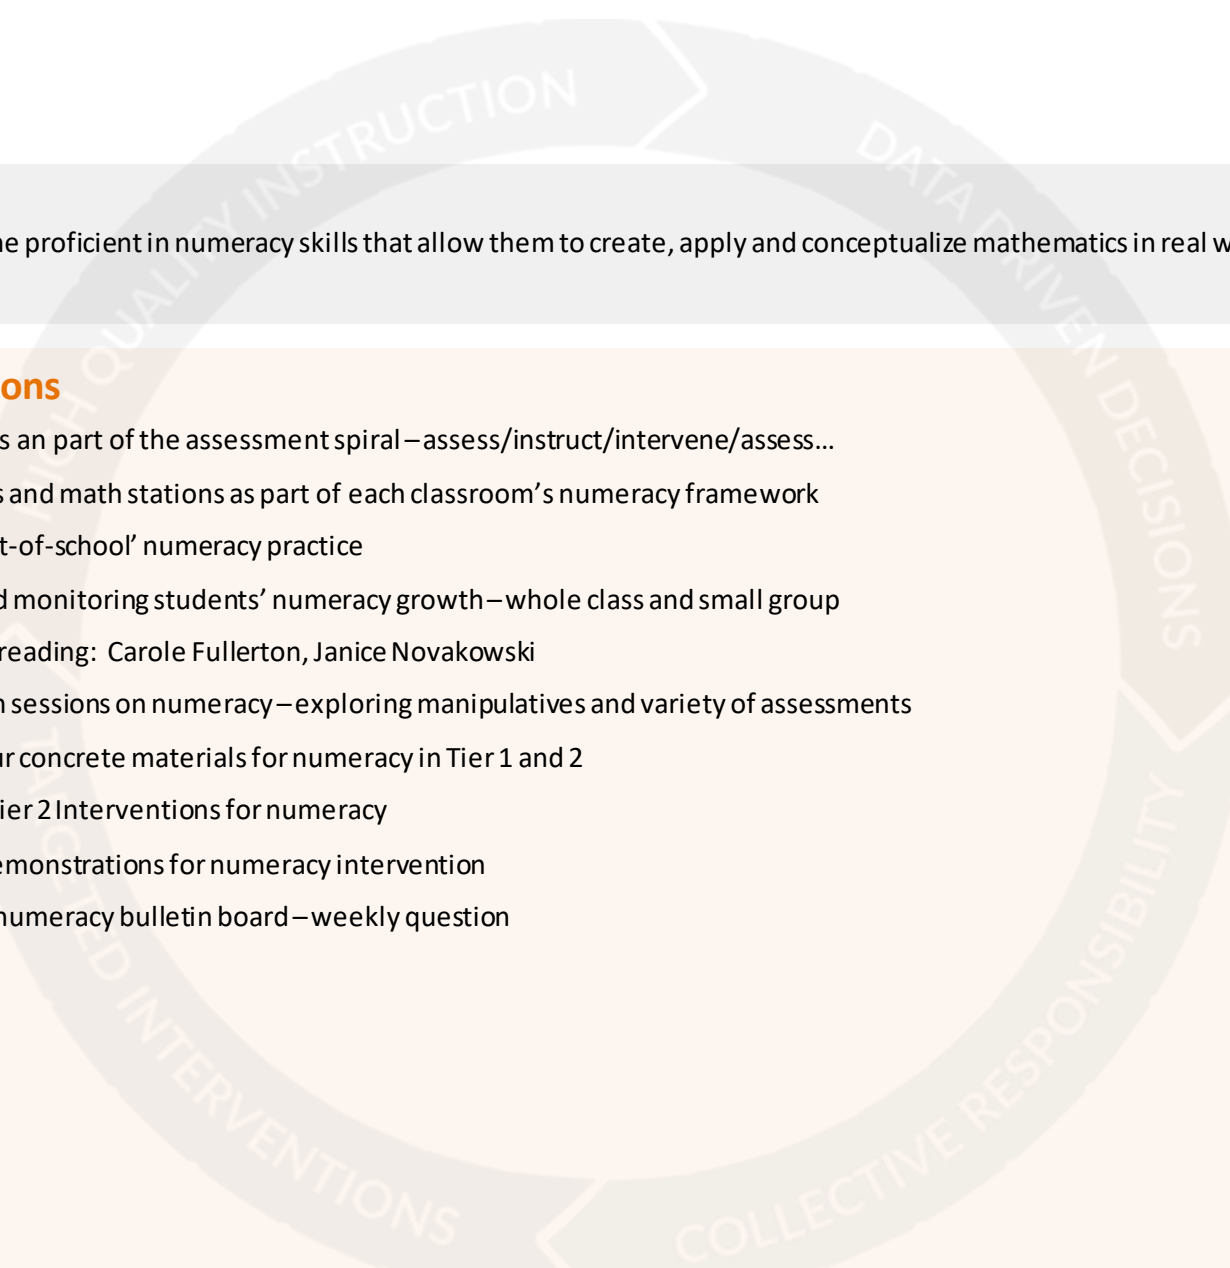 HIGH QUALITY INSTRUCTION
DATA DRIVEN DECISIONS
proficient in numeracy skills that allow them to create, apply and conceptualize mathematics in real
ons
s an part of the assessment spiral – assess/instruct/intervene/assess…
s and math stations as part of each classroom’s numeracy framework
t-of-school’ numeracy practice
d monitoring students’ numeracy growth – whole class and small group
reading: Carole Fullerton, Janice Novakowski
sessions on numeracy – exploring manipulatives and variety of assessments
ur concrete materials for numeracy in Tier 1 and 2
ier 2 Interventions for numeracy
emonstrations for numeracy intervention
numeracy bulletin board – weekly question
TARGETED INTERVENTIONS
COLLECTIVE RESPONSIBILITY